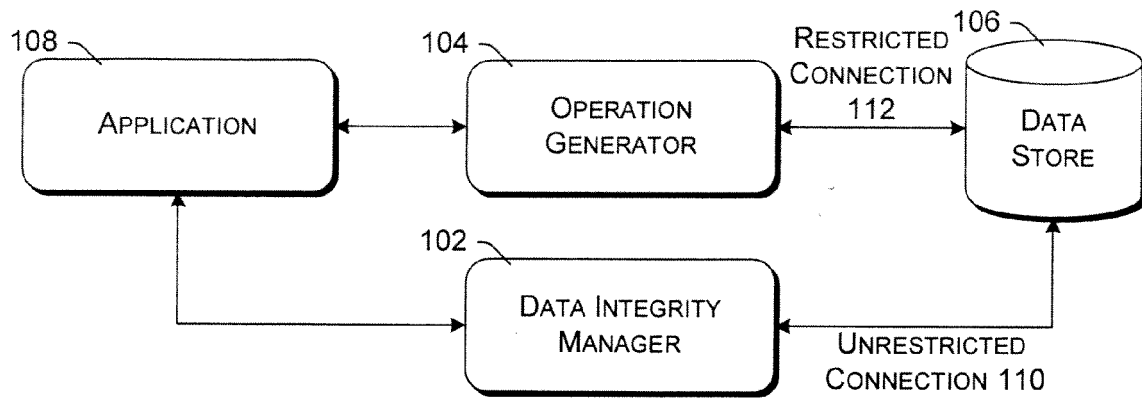 108
APPLICATION
104
OPERATION
GENERATOR
RESTRICTED
CONNECTION
112
106
DATA
STORE
102
DATA INTEGRITY
MANAGER
UNRESTRICTED
CONNECTION 110